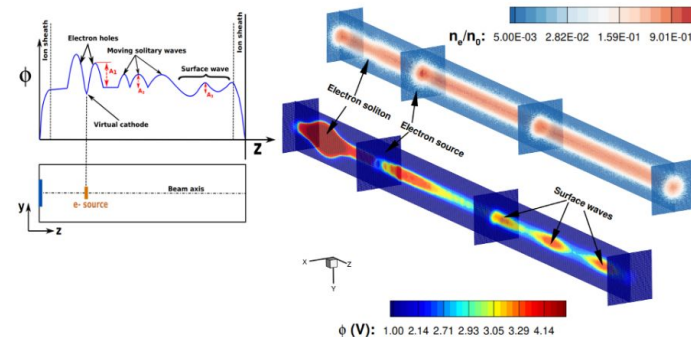 Ion sheath
Electron holes
Moving solitary waves
Surface wave
Ion sheath
ϕ
A₁
A₂
A₃
Virtual cathode
z
Beam axis
e- source
y
z
nₑ/n₀: 5.00E-03 2.82E-02 1.59E-01 9.01E-01
Electron soliton
Electron source
Surface waves
X
Z
Y
ϕ (V): 1.00 2.14 2.71 2.93 3.05 3.29 4.14